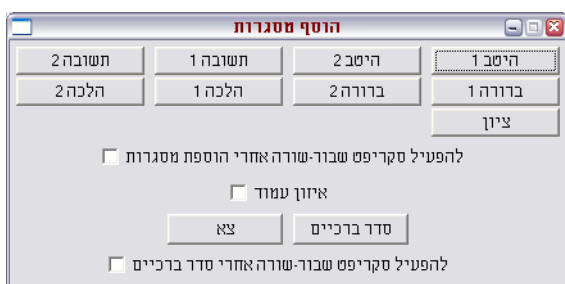 הוסף מסגרות
היטב 1 היטב 2 תשובה 1 תשובה 2
ברורה 1 ברורה 2 הלכה 1 הלכה 2
ציון
להפעיל סקריפט שבור-שורה אחרי הוספת מסגרות
איזון עמוד
סדר ברכיים צא
להפעיל סקריפט שבור-שורה אחרי סדר ברכיים